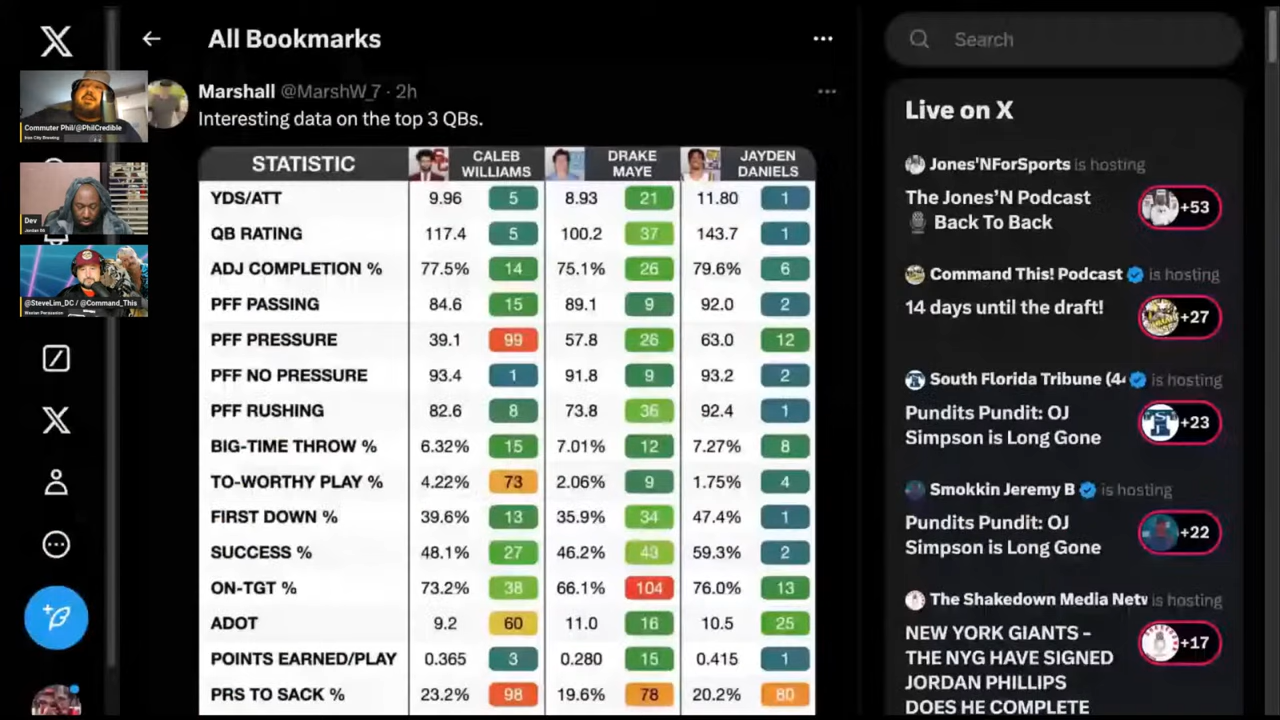 All Bookmarks
Marshall @MarshW_7 · 2h
Interesting data on the top 3 QBs.
STATISTIC CALEB WILLIAMS DRAKE MAYE JAYDEN DANIELS
YDS/ATT 9.96 5 8.93 21 11.80 1
QB RATING 117.4 5 100.2 37 143.7 1
ADJ COMPLETION % 77.5% 14 75.1% 26 79.6% 6
PFF PASSING 84.6 15 89.1 9 92.0 2
PFF PRESSURE 39.1 99 57.8 26 63.0 12
PFF NO PRESSURE 93.4 1 91.8 9 93.2 2
PFF RUSHING 82.6 8 73.8 36 92.4 1
BIG-TIME THROW % 6.32% 15 7.01% 12 7.27% 8
TO-WORTHY PLAY % 4.22% 73 2.06% 9 1.75% 4
FIRST DOWN % 39.6% 13 35.9% 34 47.4% 1
SUCCESS % 48.1% 27 46.2% 43 59.3% 2
ON-TGT % 73.2% 38 66.1% 104 76.0% 13
ADOT 9.2 60 11.0 16 10.5 25
POINTS EARNED/PLAY 0.365 3 0.280 15 0.415 1
PRS TO SACK % 23.2% 98 19.6% 78 20.2% 80
Commuter Phil/@PhilCredible
Dev
@SteveLim_DC / @Command_This
Search
Live on X
Jones'NForSports is hosting
The Jones'N Podcast
Back To Back
+53
Command This! Podcast is hosting
14 days until the draft!
+27
South Florida Tribune (4 is hosting
Pundits Pundit: OJ
Simpson is Long Gone
+23
Smokkin Jeremy B is hosting
Pundits Pundit: OJ
Simpson is Long Gone
+22
The Shakedown Media Netw is hosting
NEW YORK GIANTS -
THE NYG HAVE SIGNED
JORDAN PHILLIPS
DOES HE COMPLETE
+17